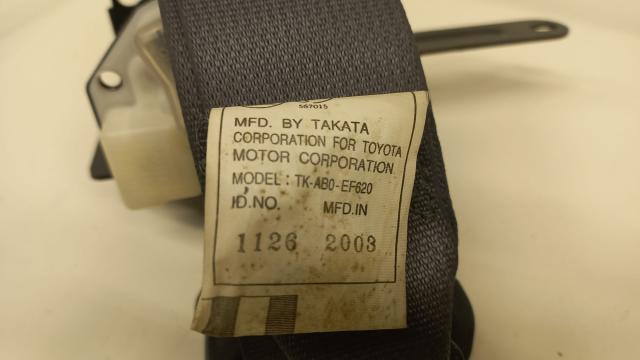 567015
MFD. BY TAKATA
CORPORATION FOR TOYOTA
MOTOR CORPORATION
MODEL: TK-AB0-EF620
ID.NO. MFD.IN
1126 2003